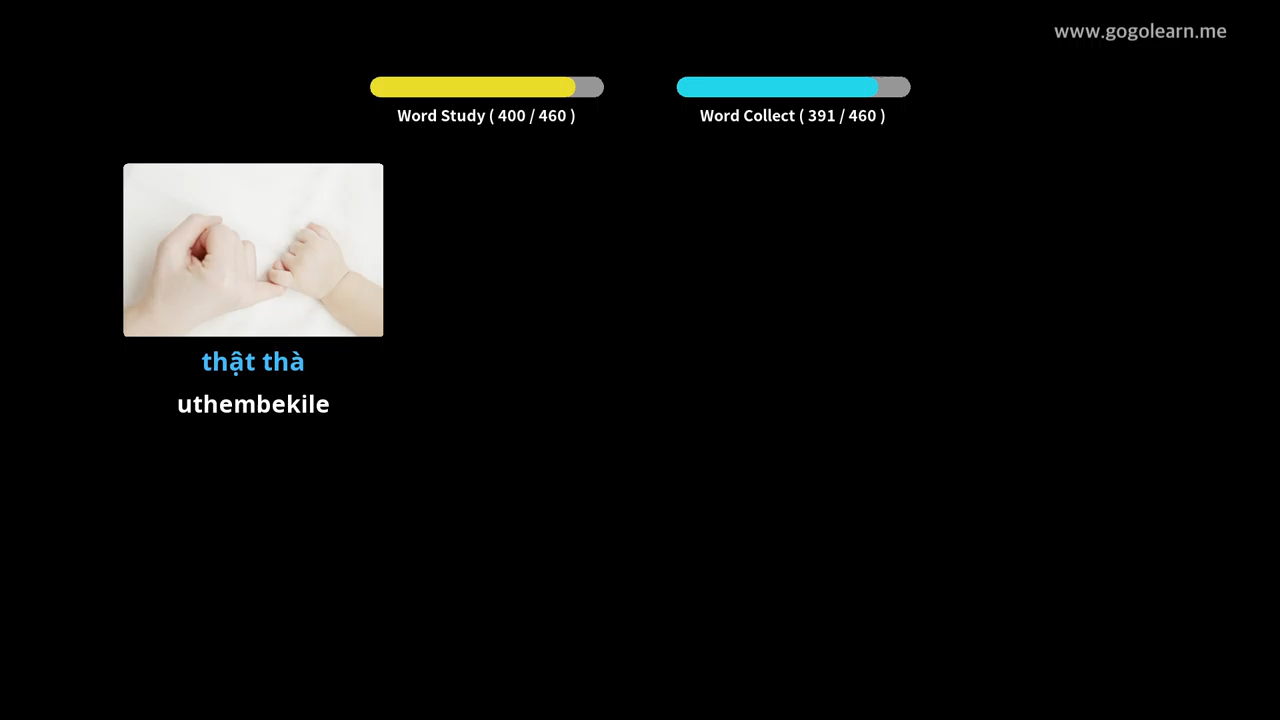 www.gogolearn.me
Word Study ( 400 / 460 )
Word Collect ( 391 / 460 )
thật thà
uthembekile